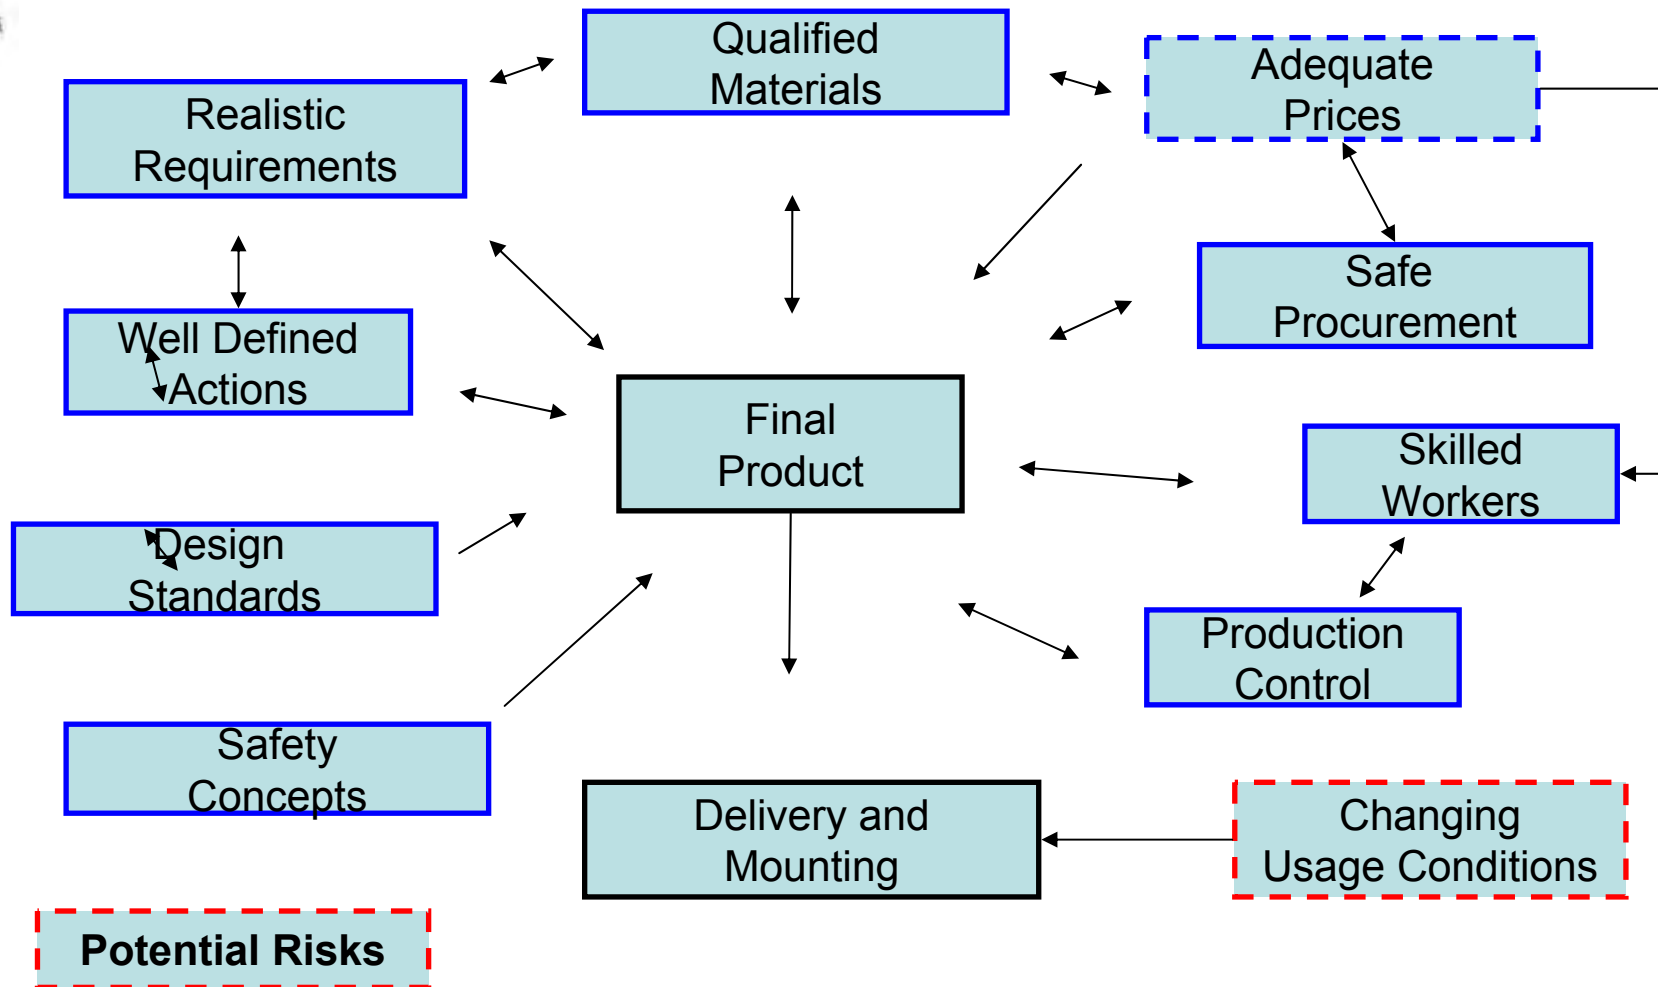 Qualified
Materials
Adequate
Prices
Realistic
Requirements
Safe
Procurement
Well Defined
Actions
Final
Product
Skilled
Workers
Design
Standards
Production
Control
Safety
Concepts
Delivery and
Mounting
Changing
Usage Conditions
Potential Risks